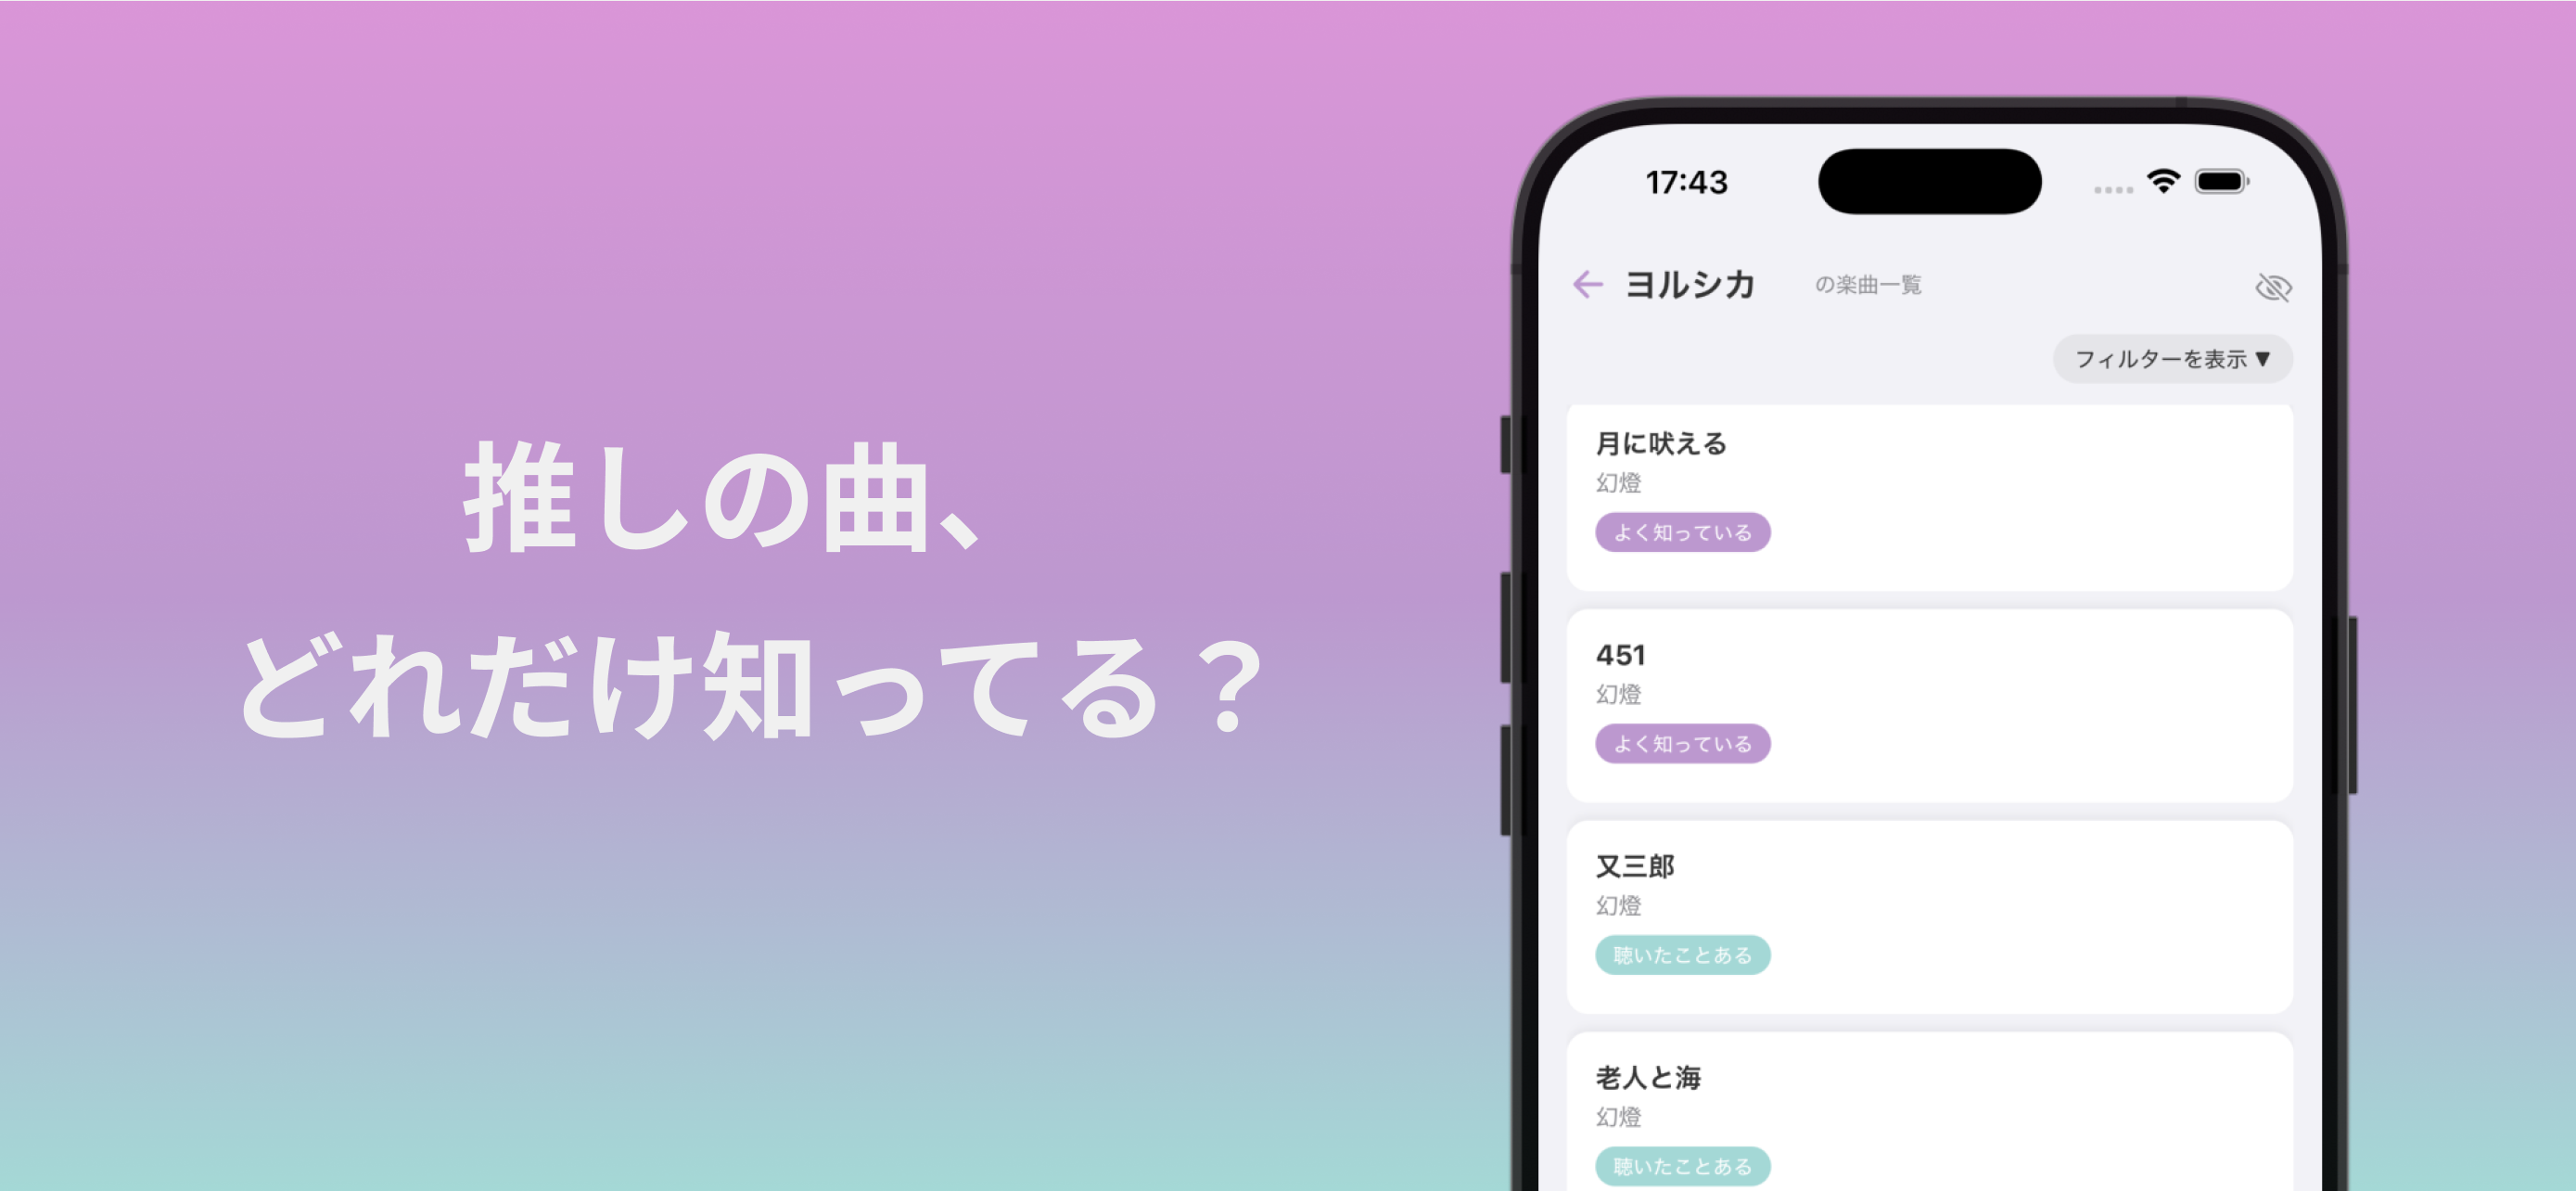 推しの曲、
どれだけ知ってる？
17:43
ヨルシカ の楽曲一覧
フィルターを表示 ▼
月に吠える
幻燈
よく知っている
451
幻燈
よく知っている
又三郎
幻燈
聴いたことある
老人と海
幻燈
聴いたことある